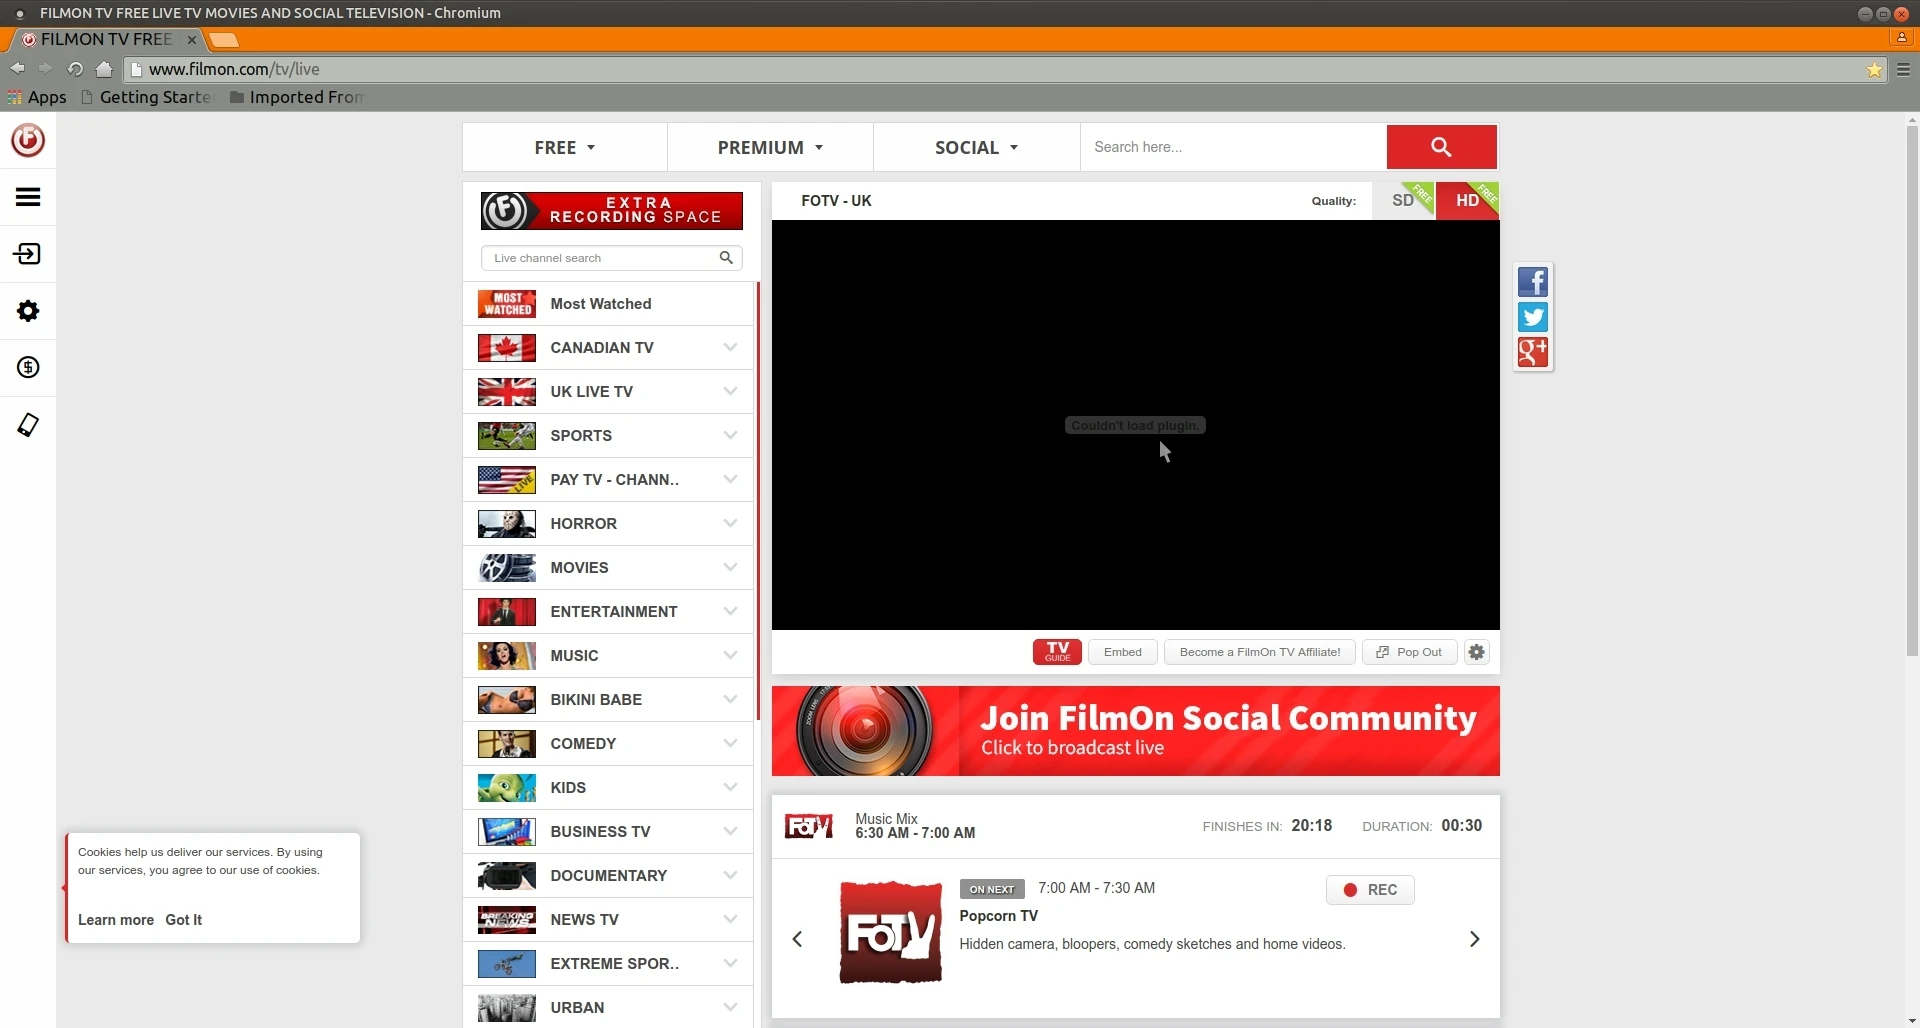 FILMON TV FREE LIVE TV MOVIES AND SOCIAL TELEVISION - Chromium
FILMON TV FREE
www.filmon.com/tv/live
Apps Getting Starte Imported Fron
FREE PREMIUM SOCIAL Search here...
EXTRA
RECORDING SPACE
Live channel search
FOTV - UK Quality: SD FREE HD FREE
MOST
WATCHED
Most Watched
CANADIAN TV
UK LIVE TV
SPORTS
LIVE
PAY TV - CHANN..
HORROR
MOVIES
ENTERTAINMENT
MUSIC
BIKINI BABE
COMEDY
KIDS
BUSINESS TV
DOCUMENTARY
BREAKING
NEWS
NEWS TV
EXTREME SPOR..
URBAN
Couldn't load plugin.
TV
GUIDE
Embed Become a FilmOn TV Affiliate! Pop Out
Join FilmOn Social Community
Click to broadcast live
FOTV
Music Mix
6:30 AM - 7:00 AM
FINISHES IN: 20:18 DURATION: 00:30
FOTV
ON NEXT 7:00 AM - 7:30 AM REC
Popcorn TV
Hidden camera, bloopers, comedy sketches and home videos.
Cookies help us deliver our services. By using
our services, you agree to our use of cookies.
Learn more Got It
f
g+